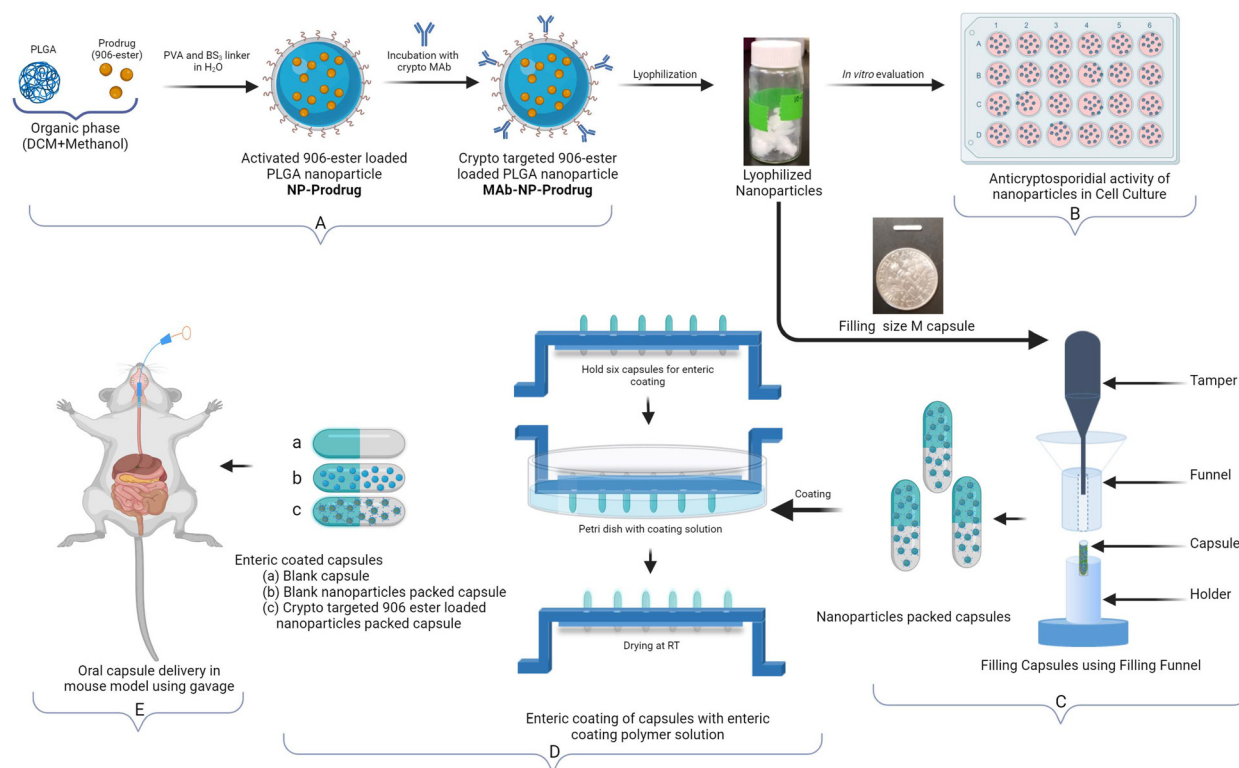 PLGA
Prodrug
(906-ester)
Organic phase
(DCM+Methanol)
PVA and BS₃ linker
in H₂O
Activated 906-ester loaded
PLGA nanoparticle
NP-Prodrug
Incubation with
crypto MAb
Crypto targeted 906-ester
loaded PLGA nanoparticle
MAb-NP-Prodrug
A
Lyophilization
Lyophilized
Nanoparticles
In vitro evaluation
1 2 3 4 5 6
A
B
C
D
Anticryptosporidial activity of
nanoparticles in Cell Culture
B
Filling size M capsule
Tamper
Funnel
Capsule
Holder
Filling Capsules using Filling Funnel
Nanoparticles packed capsules
C
Hold six capsules for enteric
coating
Coating
Petri dish with coating solution
Drying at RT
Enteric coating of capsules with enteric
coating polymer solution
a
b
c
Enteric coated capsules
(a) Blank capsule
(b) Blank nanoparticles packed capsule
(c) Crypto targeted 906 ester loaded
nanoparticles packed capsule
D
Oral capsule delivery in
mouse model using gavage
E